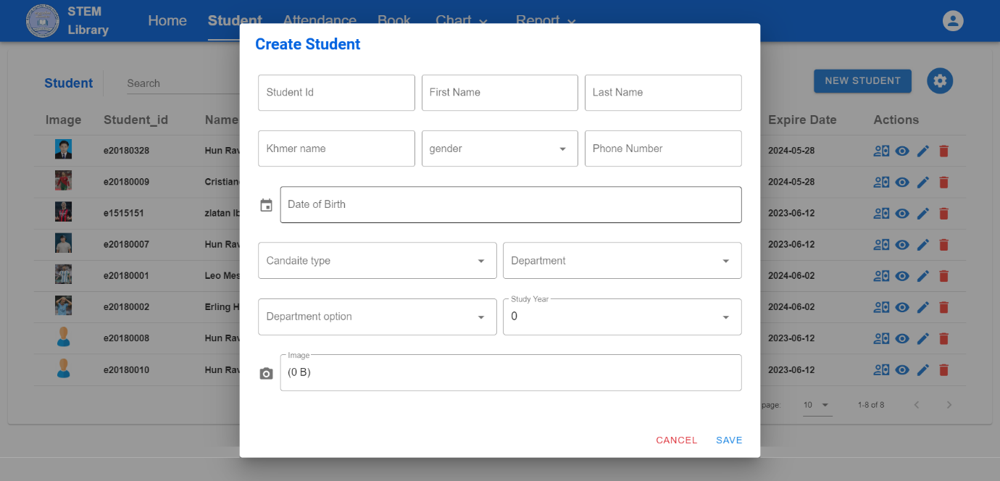 STEM
Library
Home Student Attendance Book Chart Report
Create Student
Student Search NEW STUDENT
Student Id First Name Last Name
Image Student_id Name Expire Date Actions
Khmer name gender Phone Number
e20180328 Hun Rav 2024-05-28
e20180009 Cristiano 2024-05-28
Date of Birth
e1515151 zlatan Ib 2023-06-12
e20180007 Hun Rav 2023-06-12
Candaite type Department
e20180001 Leo Mes 2024-06-02
Study Year
e20180002 Erling H 2024-06-02
Department option 0
e20180008 Hun Rav 2023-06-12
Image
e20180010 Hun Rav 2023-06-12
(0 B)
page: 10 1-8 of 8
CANCEL SAVE